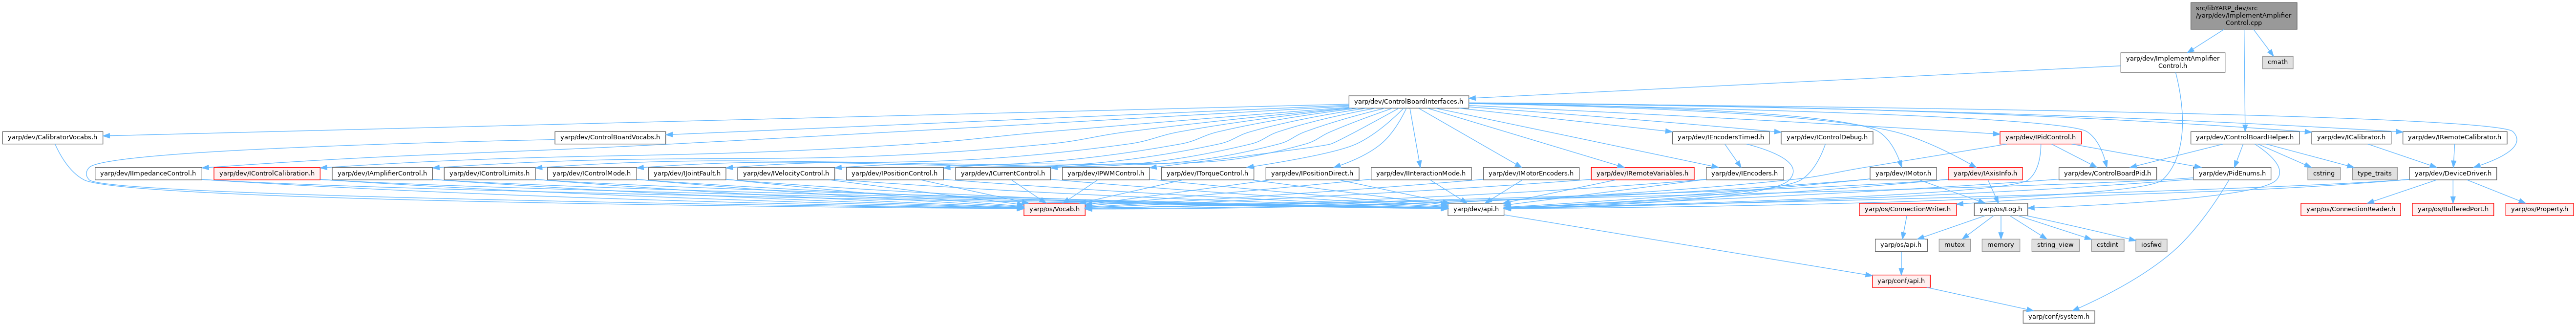 src/libYARP_dev/src
/yarp/dev/ImplementAmplifier
Control.cpp
yarp/dev/ImplementAmplifier
Control.h
cmath
yarp/dev/ControlBoardInterfaces.h
yarp/dev/CalibratorVocabs.h
yarp/dev/ControlBoardVocabs.h
yarp/dev/IEncodersTimed.h
yarp/dev/IControlDebug.h
yarp/dev/IPidControl.h
yarp/dev/ControlBoardHelper.h
yarp/dev/ICalibrator.h
yarp/dev/IRemoteCalibrator.h
yarp/dev/IImpedanceControl.h
yarp/dev/IControlCalibration.h
yarp/dev/IAmplifierControl.h
yarp/dev/IControlLimits.h
yarp/dev/IControlMode.h
yarp/dev/IJointFault.h
yarp/dev/IVelocityControl.h
yarp/dev/IPositionControl.h
yarp/dev/ICurrentControl.h
yarp/dev/IPWMControl.h
yarp/dev/ITorqueControl.h
yarp/dev/IPositionDirect.h
yarp/dev/IInteractionMode.h
yarp/dev/IMotorEncoders.h
yarp/dev/IRemoteVariables.h
yarp/dev/IEncoders.h
yarp/dev/IMotor.h
yarp/dev/IAxisInfo.h
yarp/dev/ControlBoardPid.h
yarp/dev/PidEnums.h
cstring
type_traits
yarp/dev/DeviceDriver.h
yarp/os/Vocab.h
yarp/dev/api.h
yarp/os/ConnectionWriter.h
yarp/os/Log.h
yarp/os/ConnectionReader.h
yarp/os/BufferedPort.h
yarp/os/Property.h
yarp/os/api.h
mutex
memory
string_view
cstdint
iosfwd
yarp/conf/api.h
yarp/conf/system.h